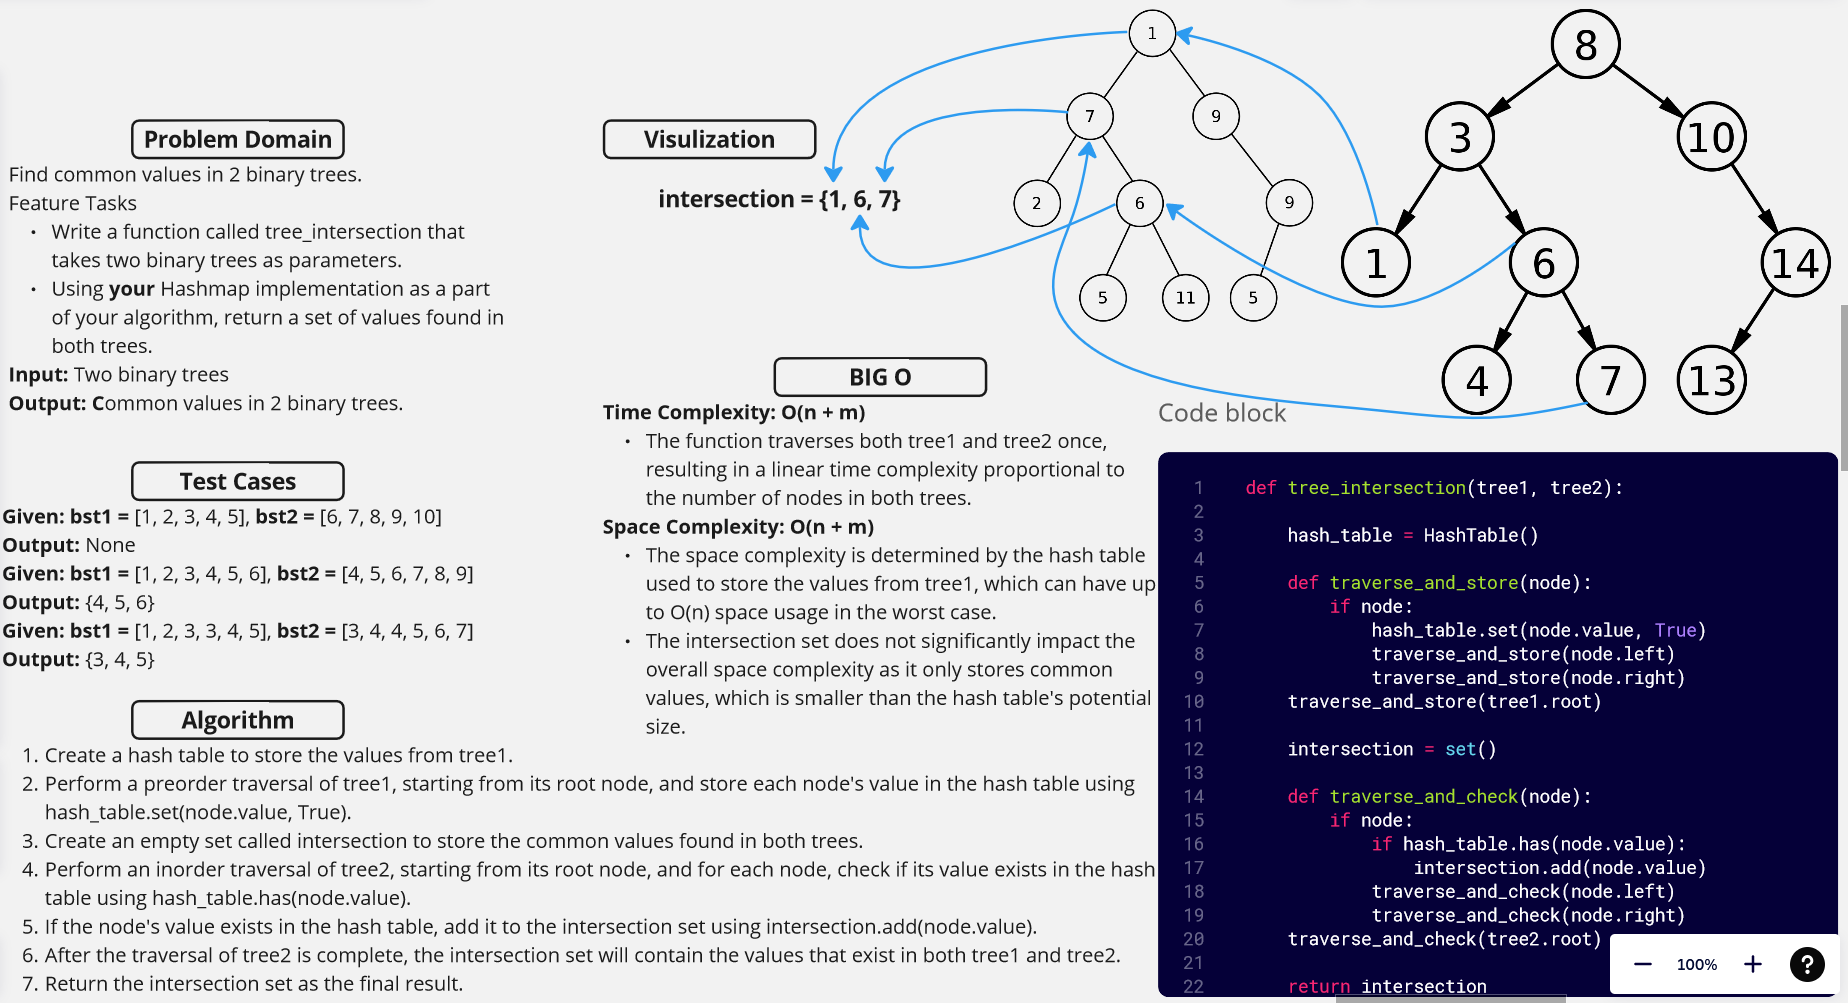 Problem Domain
Find common values in 2 binary trees.
Feature Tasks
• Write a function called tree_intersection that
takes two binary trees as parameters.
• Using your Hashmap implementation as a part
of your algorithm, return a set of values found in
both trees.
Input: Two binary trees
Output: Common values in 2 binary trees.
Test Cases
Given: bst1 = [1, 2, 3, 4, 5], bst2 = [6, 7, 8, 9, 10]
Output: None
Given: bst1 = [1, 2, 3, 4, 5, 6], bst2 = [4, 5, 6, 7, 8, 9]
Output: {4, 5, 6}
Given: bst1 = [1, 2, 3, 3, 4, 5], bst2 = [3, 4, 4, 5, 6, 7]
Output: {3, 4, 5}
Algorithm
1. Create a hash table to store the values from tree1.
2. Perform a preorder traversal of tree1, starting from its root node, and store each node's value in the hash table using
hash_table.set(node.value, True).
3. Create an empty set called intersection to store the common values found in both trees.
4. Perform an inorder traversal of tree2, starting from its root node, and for each node, check if its value exists in the hash
table using hash_table.has(node.value).
5. If the node's value exists in the hash table, add it to the intersection set using intersection.add(node.value).
6. After the traversal of tree2 is complete, the intersection set will contain the values that exist in both tree1 and tree2.
7. Return the intersection set as the final result.
Visulization
intersection = {1, 6, 7}
1
7 9
2 6 9
5 11 5
8
3 10
1 6 14
4 7 13
BIG O
Time Complexity: O(n + m)
• The function traverses both tree1 and tree2 once,
resulting in a linear time complexity proportional to
the number of nodes in both trees.
Space Complexity: O(n + m)
• The space complexity is determined by the hash table
used to store the values from tree1, which can have up
to O(n) space usage in the worst case.
• The intersection set does not significantly impact the
overall space complexity as it only stores common
values, which is smaller than the hash table's potential
size.
Code block
1 def tree_intersection(tree1, tree2):
2
3 hash_table = HashTable()
4
5 def traverse_and_store(node):
6 if node:
7 hash_table.set(node.value, True)
8 traverse_and_store(node.left)
9 traverse_and_store(node.right)
10 traverse_and_store(tree1.root)
11
12 intersection = set()
13
14 def traverse_and_check(node):
15 if node:
16 if hash_table.has(node.value):
17 intersection.add(node.value)
18 traverse_and_check(node.left)
19 traverse_and_check(node.right)
20 traverse_and_check(tree2.root)
21
22 return intersection
− 100% + ?